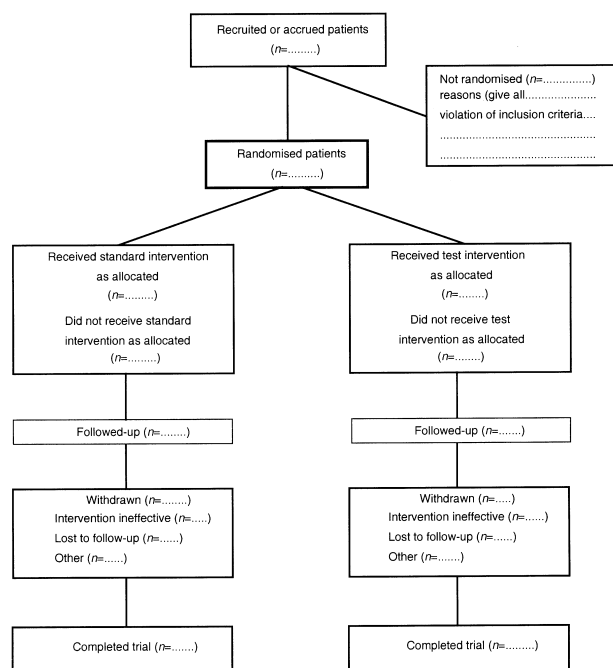 Recruited or accrued patients
(n=.........)
Not randomised (n=..............)
reasons (give all.....................
violation of inclusion criteria....
..............................................
..............................................
Randomised patients
(n=..........)
Received standard intervention
as allocated
(n=.........)
Did not receive standard
intervention as allocated
(n=.........)
Received test intervention
as allocated
(n=........)
Did not receive test
intervention as allocated
(n=........)
Followed-up (n=........)
Followed-up (n=.......)
Withdrawn (n=........)
Intervention ineffective (n=.....)
Lost to follow-up (n=......)
Other (n=......)
Withdrawn (n=.....)
Intervention ineffective (n=......)
Lost to follow-up (n=......)
Other (n=.......)
Completed trial (n=.......)
Completed trial (n=.........)